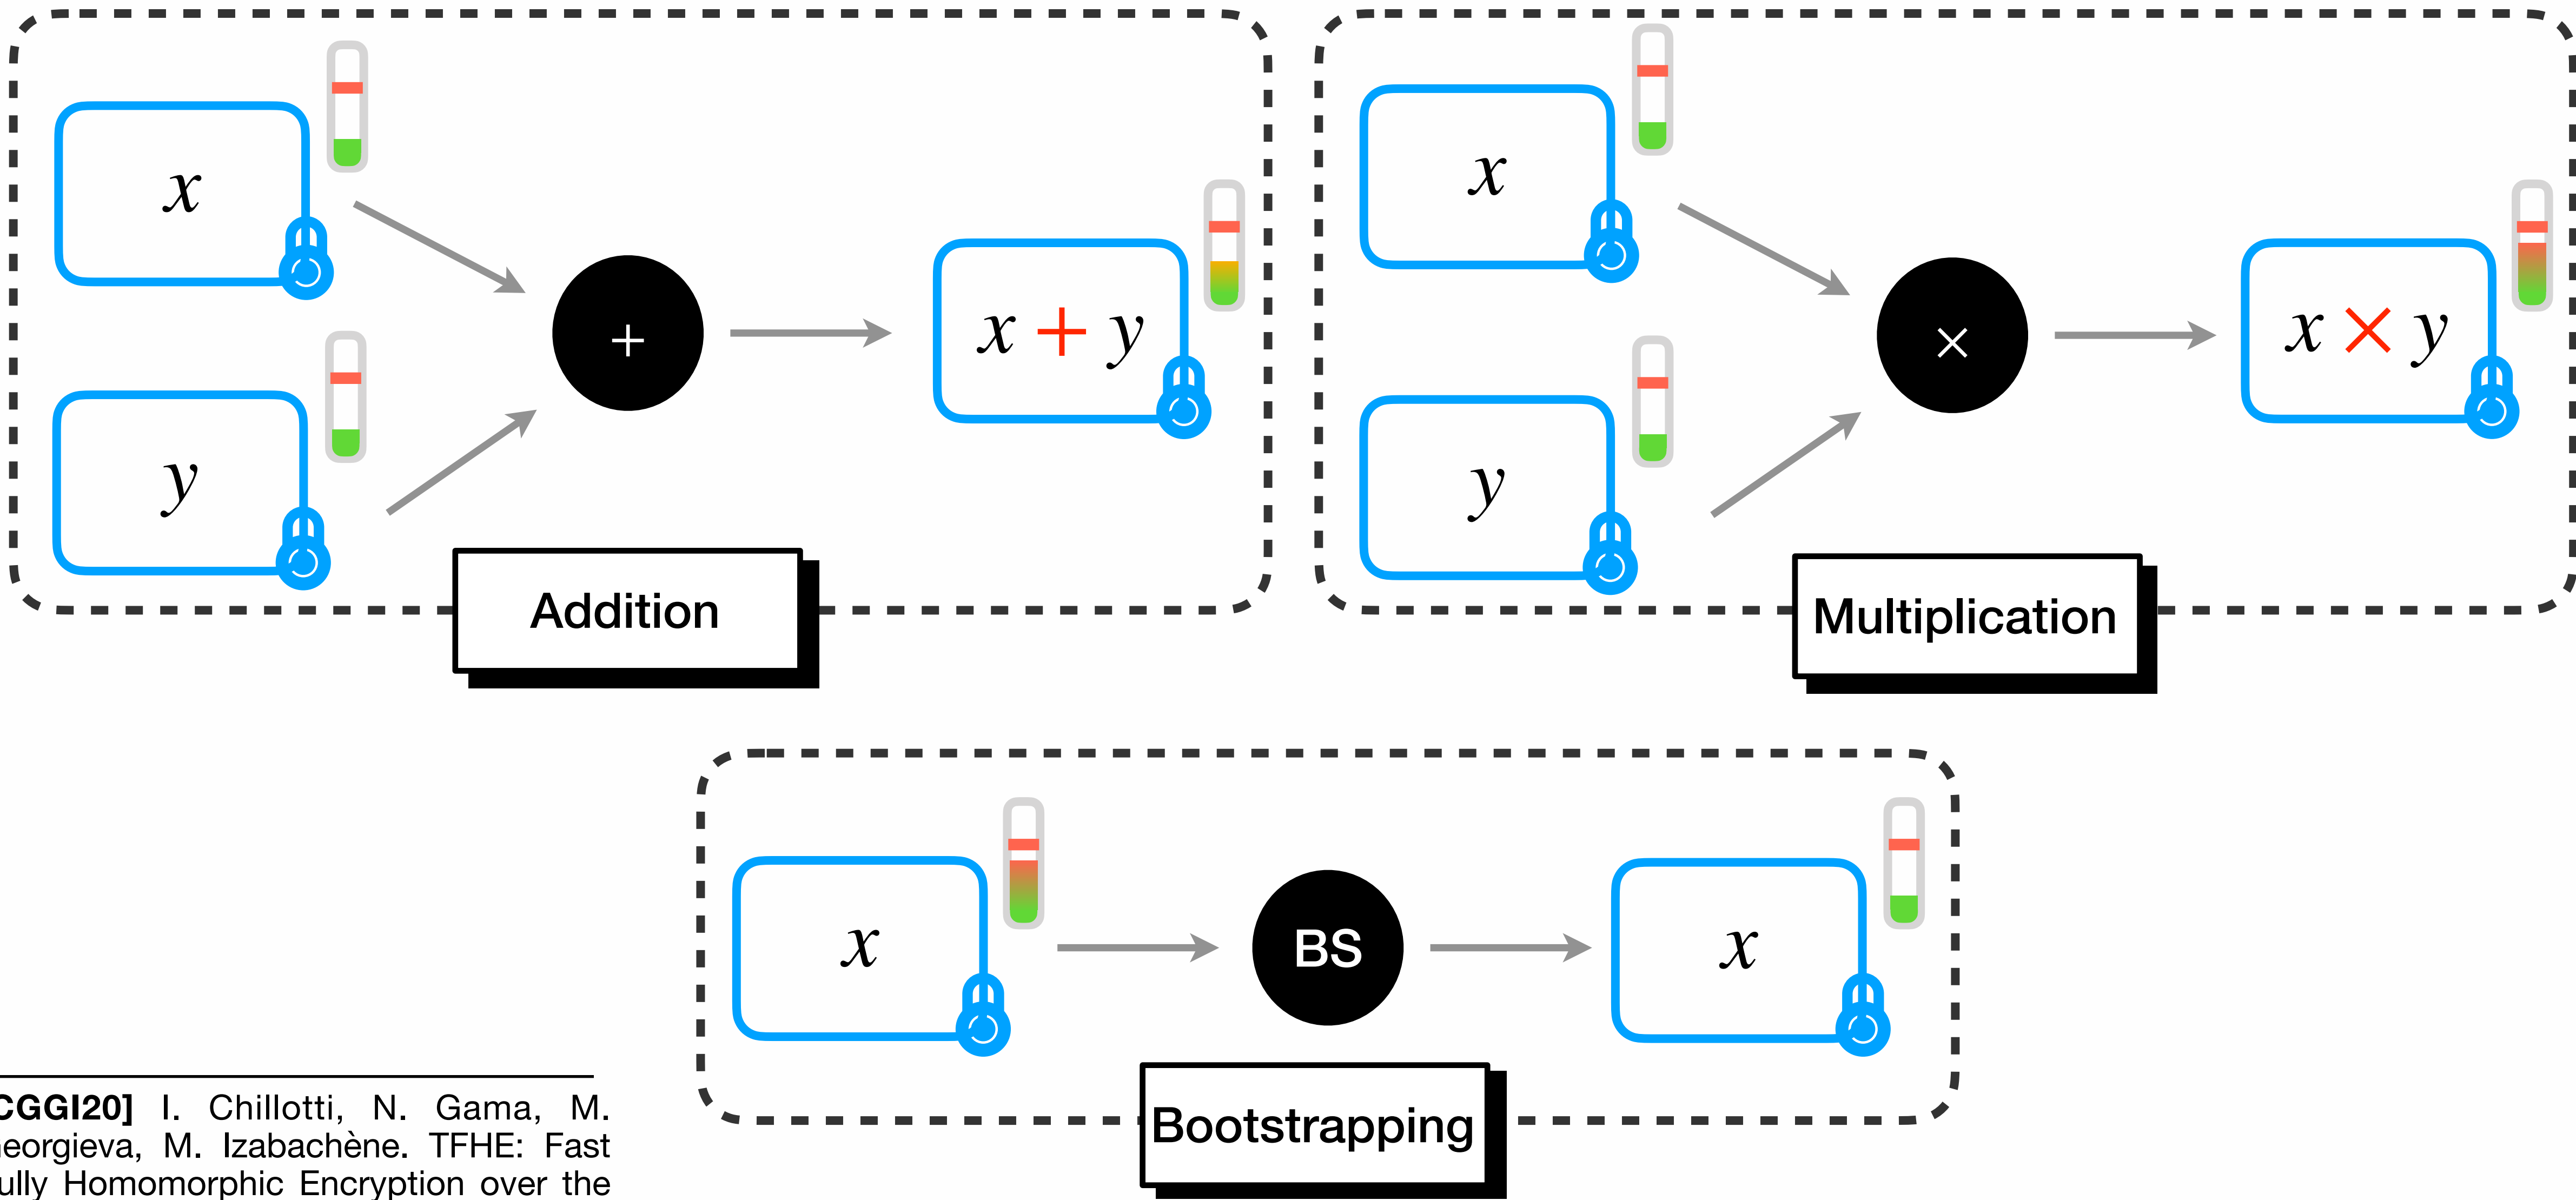 x
y
+
x + y
Addition
x
y
×
x × y
Multiplication
x
BS
x
Bootstrapping
CGGI20] I. Chillotti, N. Gama, M.
eorgieva, M. Izabachène. TFHE: Fast
ully Homomorphic Encryption over the